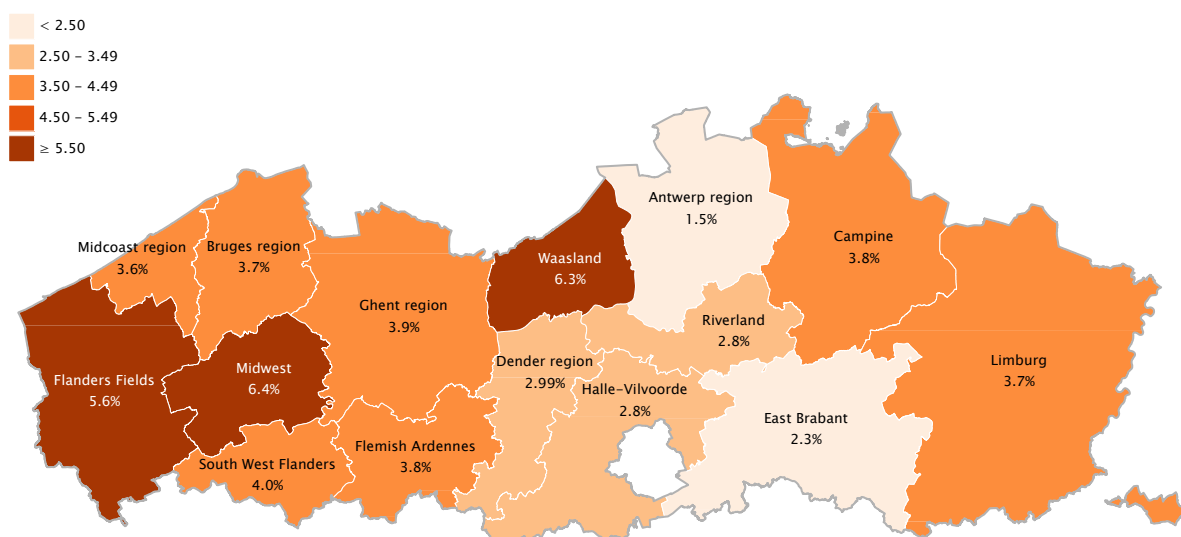 < 2.50
2.50 – 3.49
3.50 – 4.49
4.50 – 5.49
≥ 5.50
Antwerp region
1.5%
Campine
3.8%
Midcoast region
3.6%
Bruges region
3.7%
Waasland
6.3%
Ghent region
3.9%
Riverland
2.8%
Dender region
2.99%
Limburg
3.7%
Midwest
6.4%
Flanders Fields
5.6%
Halle-Vilvoorde
2.8%
East Brabant
2.3%
Flemish Ardennes
3.8%
South West Flanders
4.0%